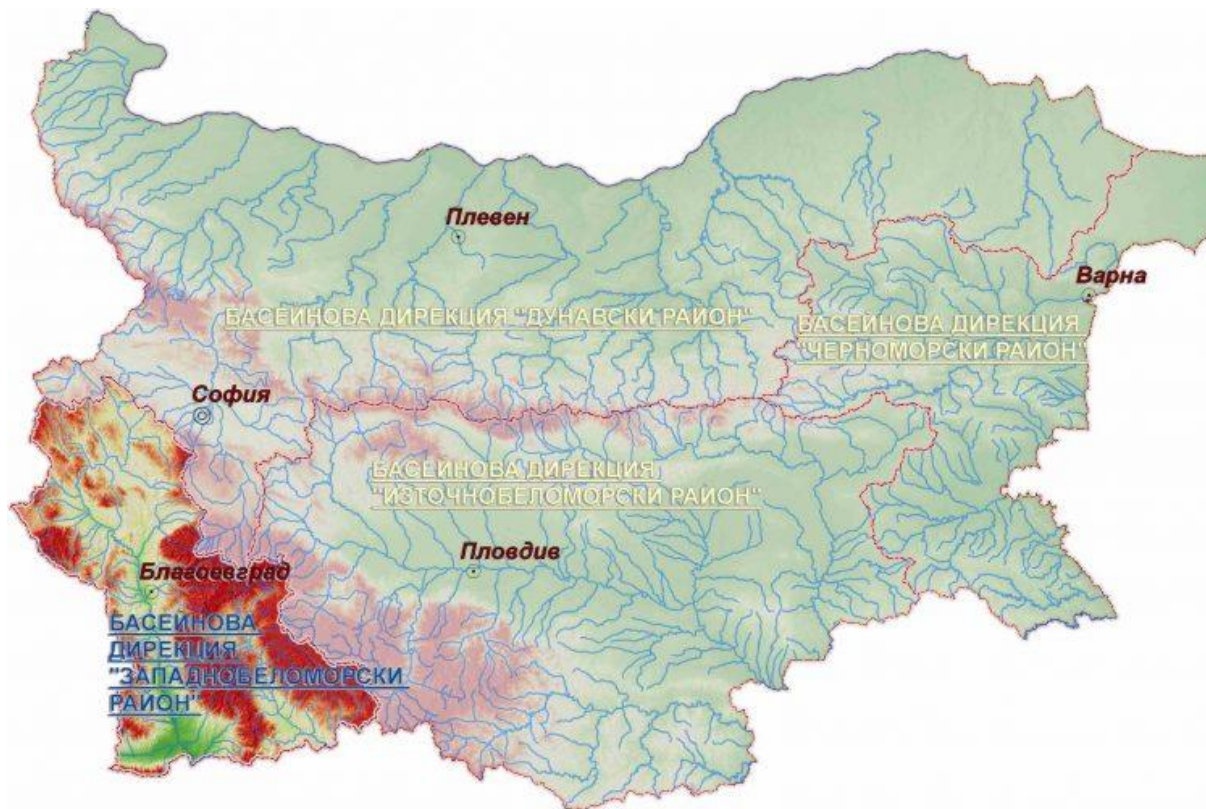 Плевен
Варна
БАСЕЙНОВА ДИРЕКЦИЯ "ДУНАВСКИ РАЙОН"
БАСЕЙНОВА ДИРЕКЦИЯ
"ЧЕРНОМОРСКИ РАЙОН"
София
БАСЕЙНОВА ДИРЕКЦИЯ
"ИЗТОЧНОБЕЛОМОРСКИ РАЙОН"
Пловдив
Благоевград
БАСЕЙНОВА
ДИРЕКЦИЯ
"ЗАПАДНОБЕЛОМОРСКИ
РАЙОН"